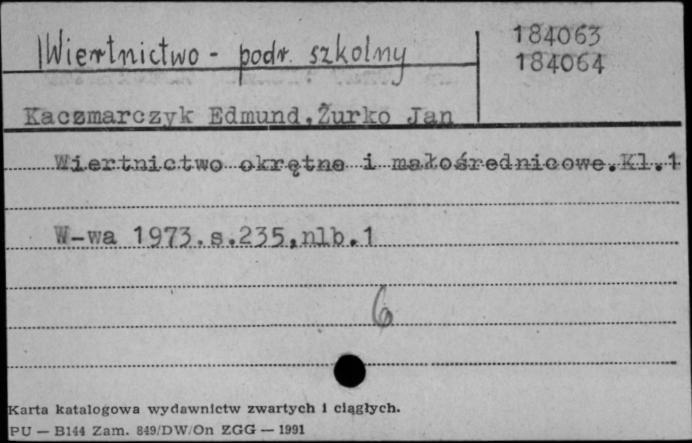 Wiertnictwo - podr. szkolny
184063
184064
Kaczmarczyk Edmund,Żurko Jan
Wiertnictwo okrętne i małośrednicowe.Kl.1
W-wa 1973.s.235,nlb.1
6
Karta katalogowa wydawnictw zwartych i ciągłych.
PU — B144 Zam. 849/DW/On ZGG — 1991